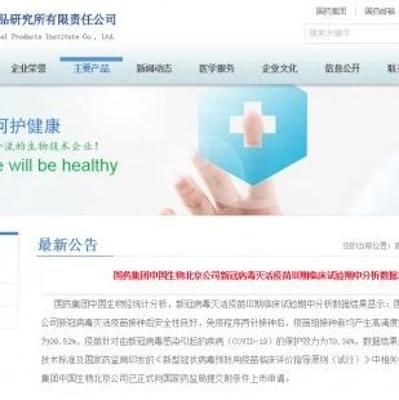 国药集团 国药邮箱
品研究所有限责任公司
al Products Institute Co., Ltd.
搜索关键字
企业荣誉 主要产品 新闻动态 医学服务 企业文化 信息公开 联
呵护健康
流的生物技术企业!
e will be healthy
最新公告
您的当前位置:
国药集团中国生物北京公司新冠病毒灭活疫苗III期临床试验期中分析数据
国药集团中国生物经统计分析,新冠病毒灭活疫苗III期临床试验期中分析数据结果显示:国
公司新冠病毒灭活疫苗接种后安全性良好,免疫程序两针接种后,疫苗组接种者均产生高滴度
为99.52%,疫苗针对由新冠病毒感染引起的疾病(COVID-19)的保护效力为79.34%,数据结果
技术标准及国家药监局印发的《新型冠状病毒预防用疫苗临床评价指导原则(试行)》中相关
集团中国生物北京公司已正式向国家药监局提交附条件上市申请。